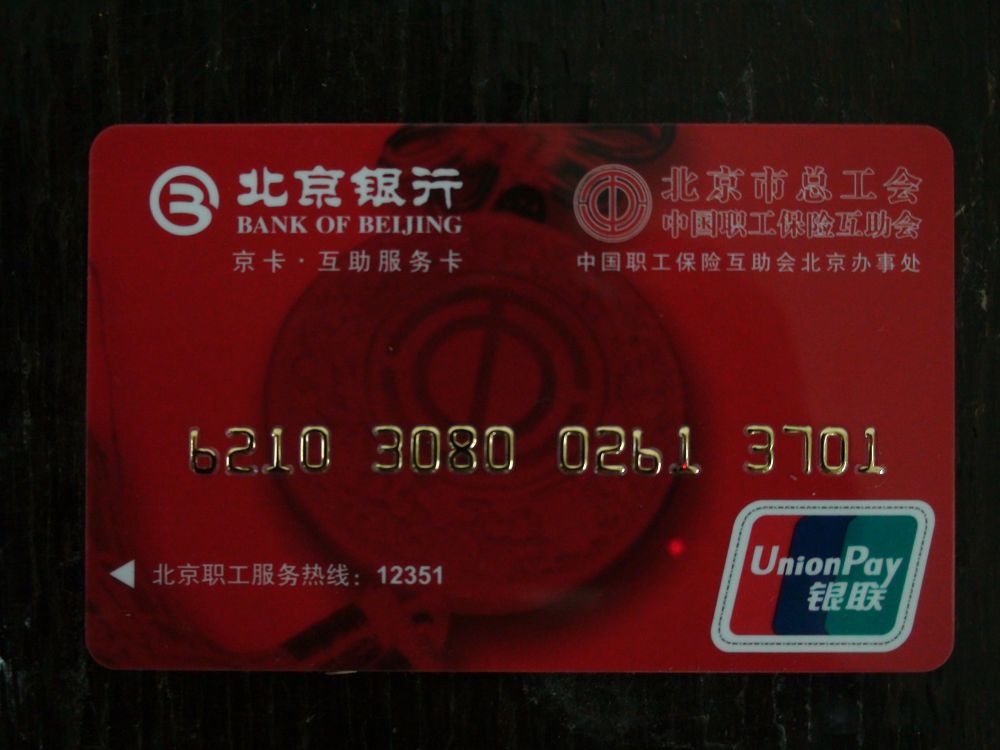 北京银行
BANK OF BEIJING
京卡·互助服务卡
北京市总工会
中国职工保险互助会
中国职工保险互助会北京办事处
6210 3080 0261 3701
北京职工服务热线：12351
UnionPay
银联